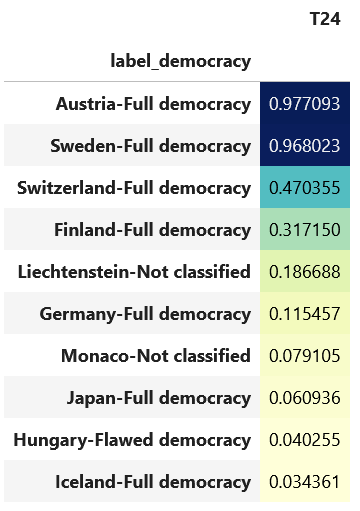 T24
label_democracy
Austria-Full democracy 0.977093
Sweden-Full democracy 0.968023
Switzerland-Full democracy 0.470355
Finland-Full democracy 0.317150
Liechtenstein-Not classified 0.186688
Germany-Full democracy 0.115457
Monaco-Not classified 0.079105
Japan-Full democracy 0.060936
Hungary-Flawed democracy 0.040255
Iceland-Full democracy 0.034361